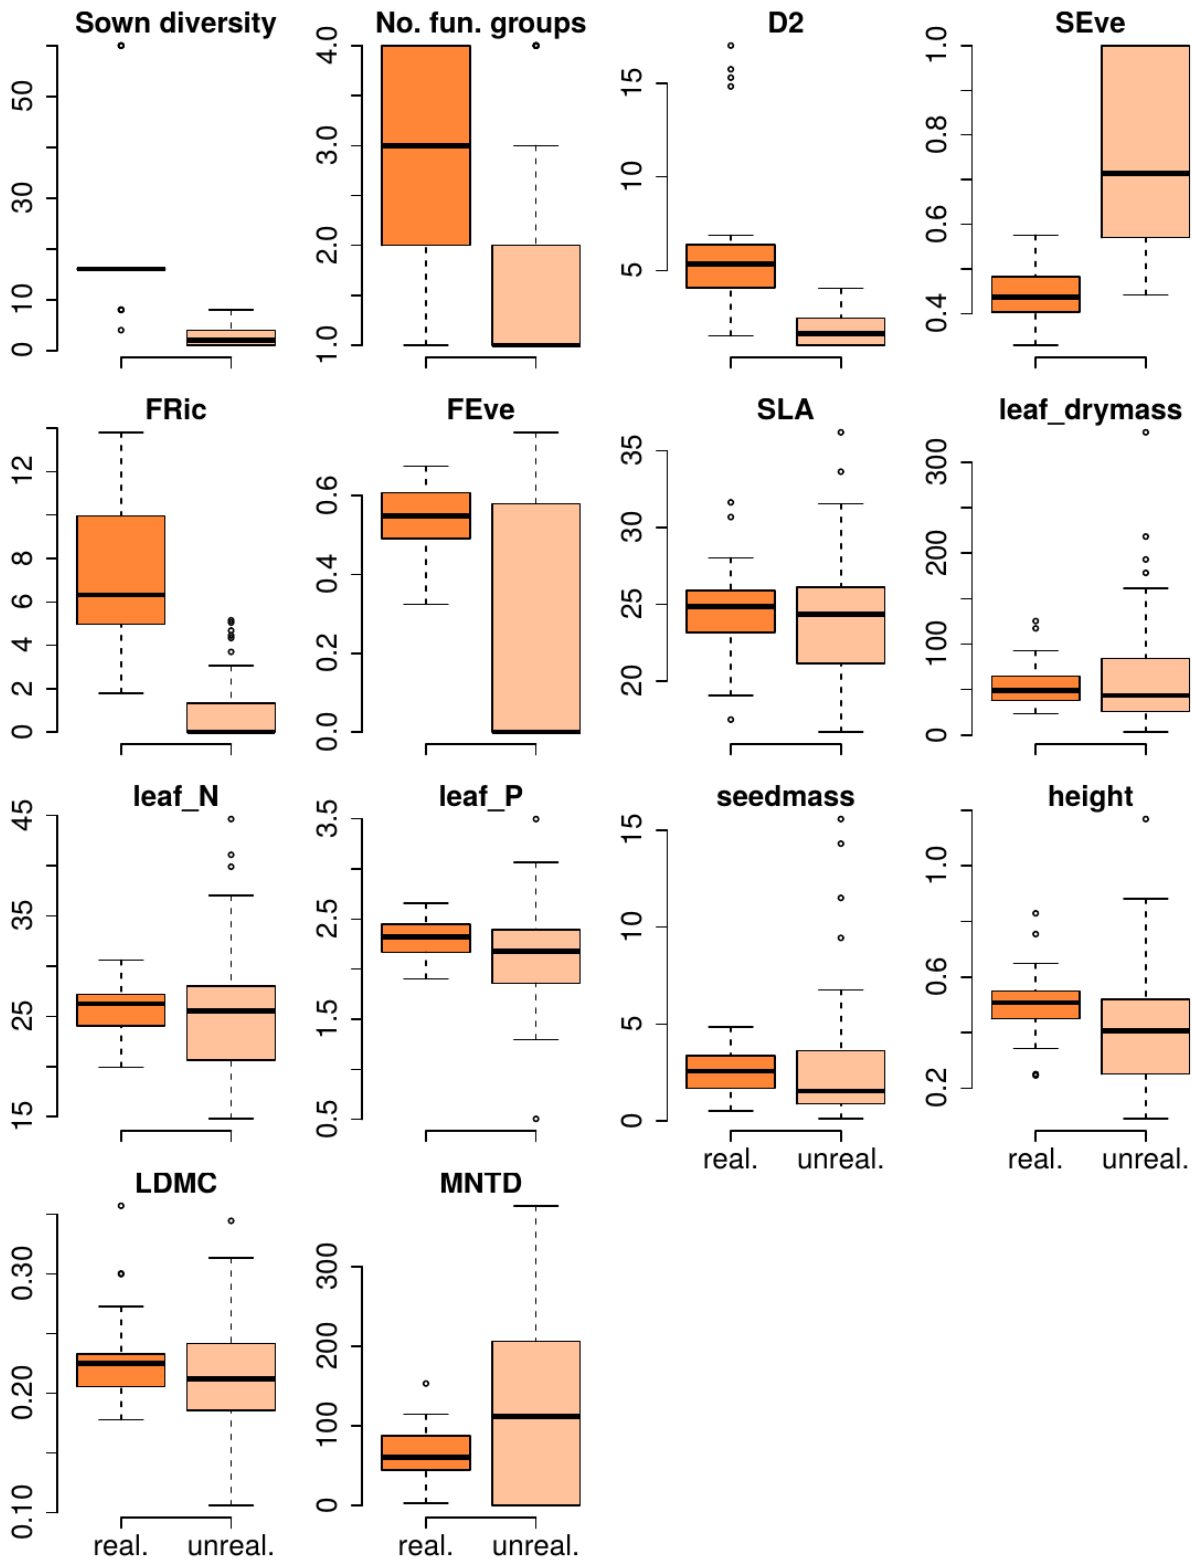 Sown diversity No. fun. groups D2 SEve
0 10 30 50
1.0 2.0 3.0 4.0
5 10 15
0.4 0.6 0.8 1.0
FRic FEve SLA leaf_drymass
0 2 4 6 8 12
0.0 0.2 0.4 0.6
20 25 30 35
0 100 200 300
leaf_N leaf_P seedmass height
15 25 35 45
0.5 1.5 2.5 3.5
0 5 10 15
0.2 0.6 1.0
real. unreal. real. unreal.
LDMC MNTD
0.10 0.20 0.30
0 100 200 300
real. unreal. real. unreal.